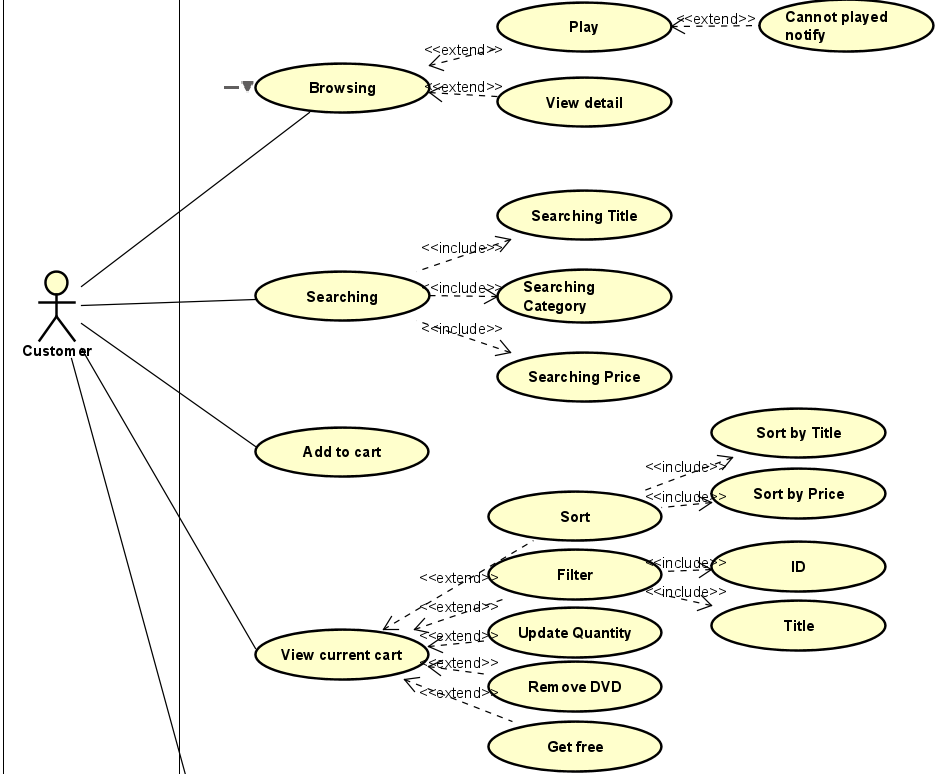 Play
<<extend>>
Cannot played
notify
<<extend>>
Browsing
<<extend>>
View detail
Searching Title
<<include>>
Searching
<<include>>
Searching
Category
<<include>>
Customer
Searching Price
Add to cart
Sort by Title
<<include>>
Sort by Price
<<include>>
Sort
ID
<<include>>
Filter
<<extend>>
<<include>>
<<extend>>
Title
Update Quantity
<<extend>>
View current cart
<<extend>>
Remove DVD
<<extend>>
Get free